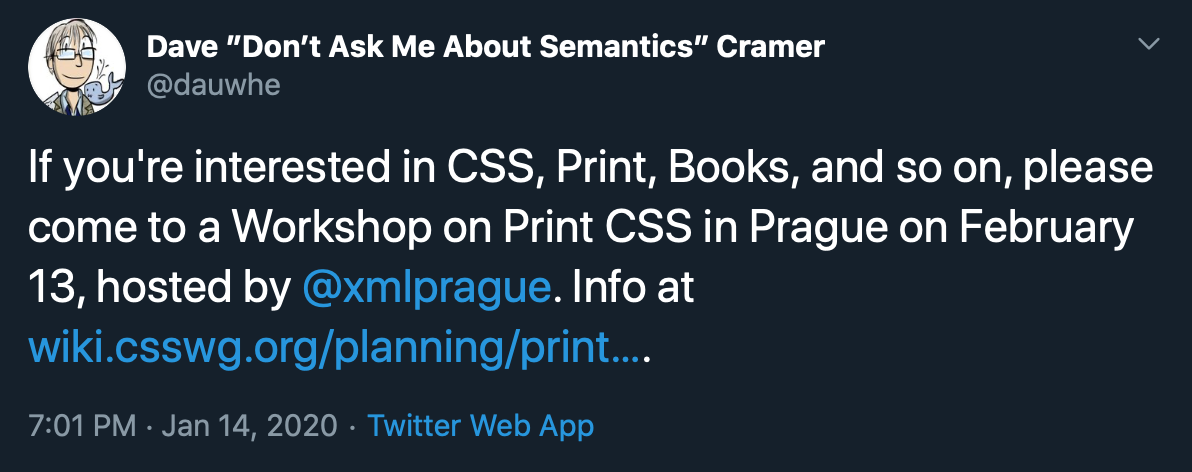 Dave ”Don’t Ask Me About Semantics” Cramer
@dauwhe
If you're interested in CSS, Print, Books, and so on, please
come to a Workshop on Print CSS in Prague on February
13, hosted by @xmlprague. Info at
wiki.csswg.org/planning/print….
7:01 PM · Jan 14, 2020 · Twitter Web App